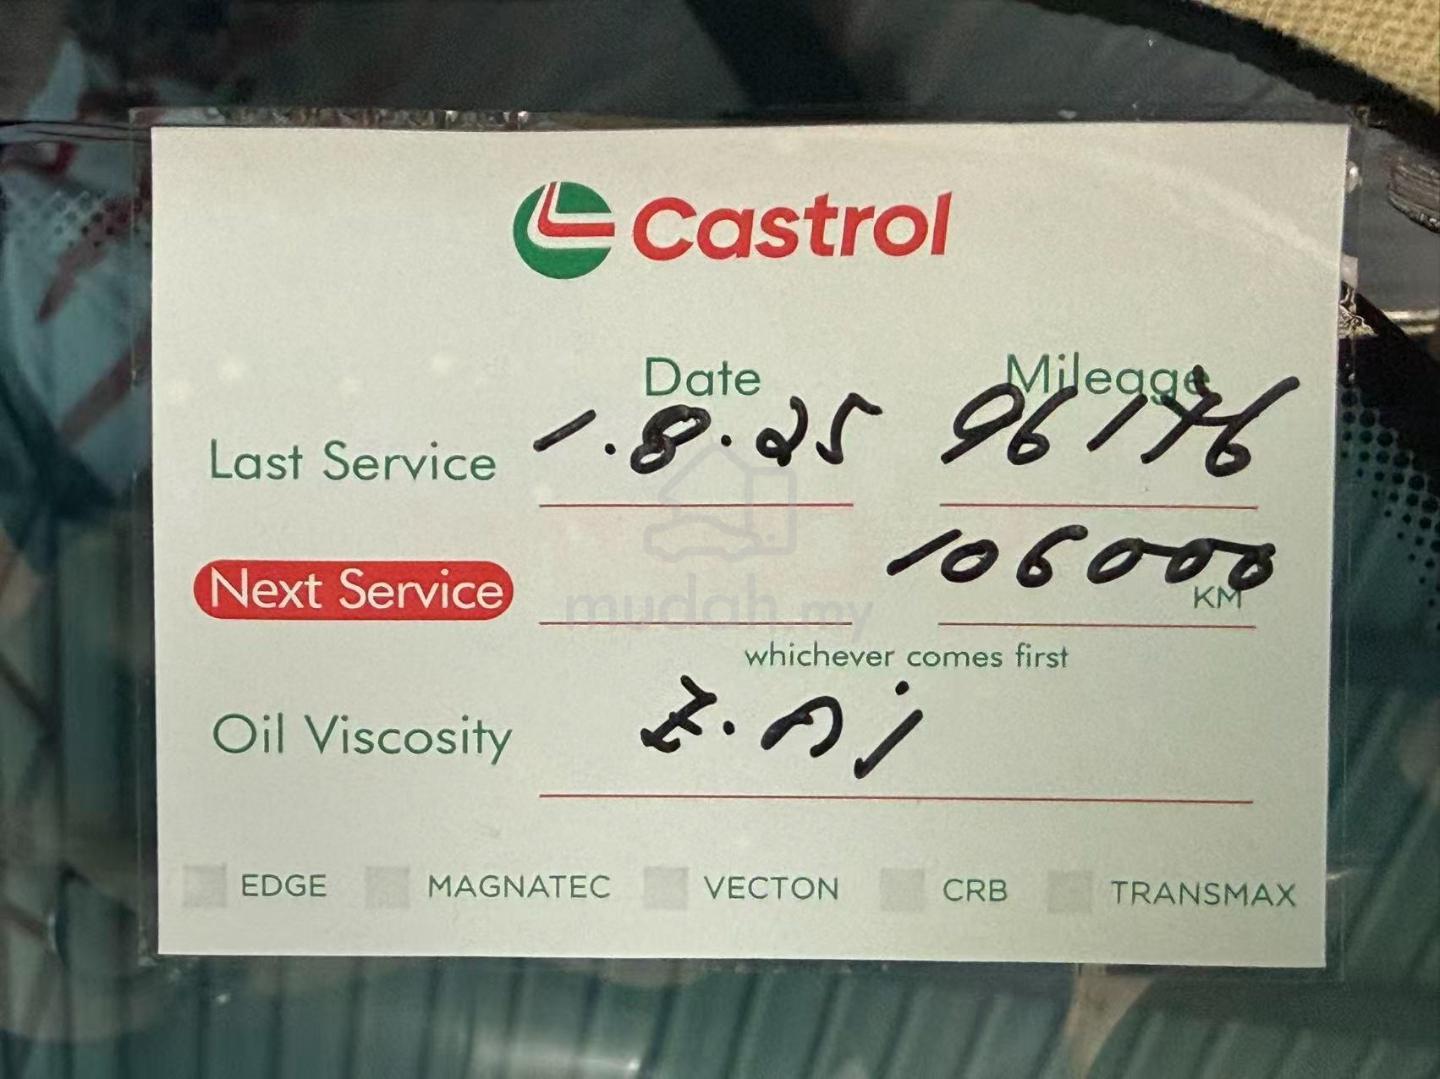 Castrol
Date Mileage
Last Service 1.8.25 96176
Next Service 106000 KM
mudah.my
whichever comes first
Oil Viscosity
EDGE MAGNATEC VECTON CRB TRANSMAX